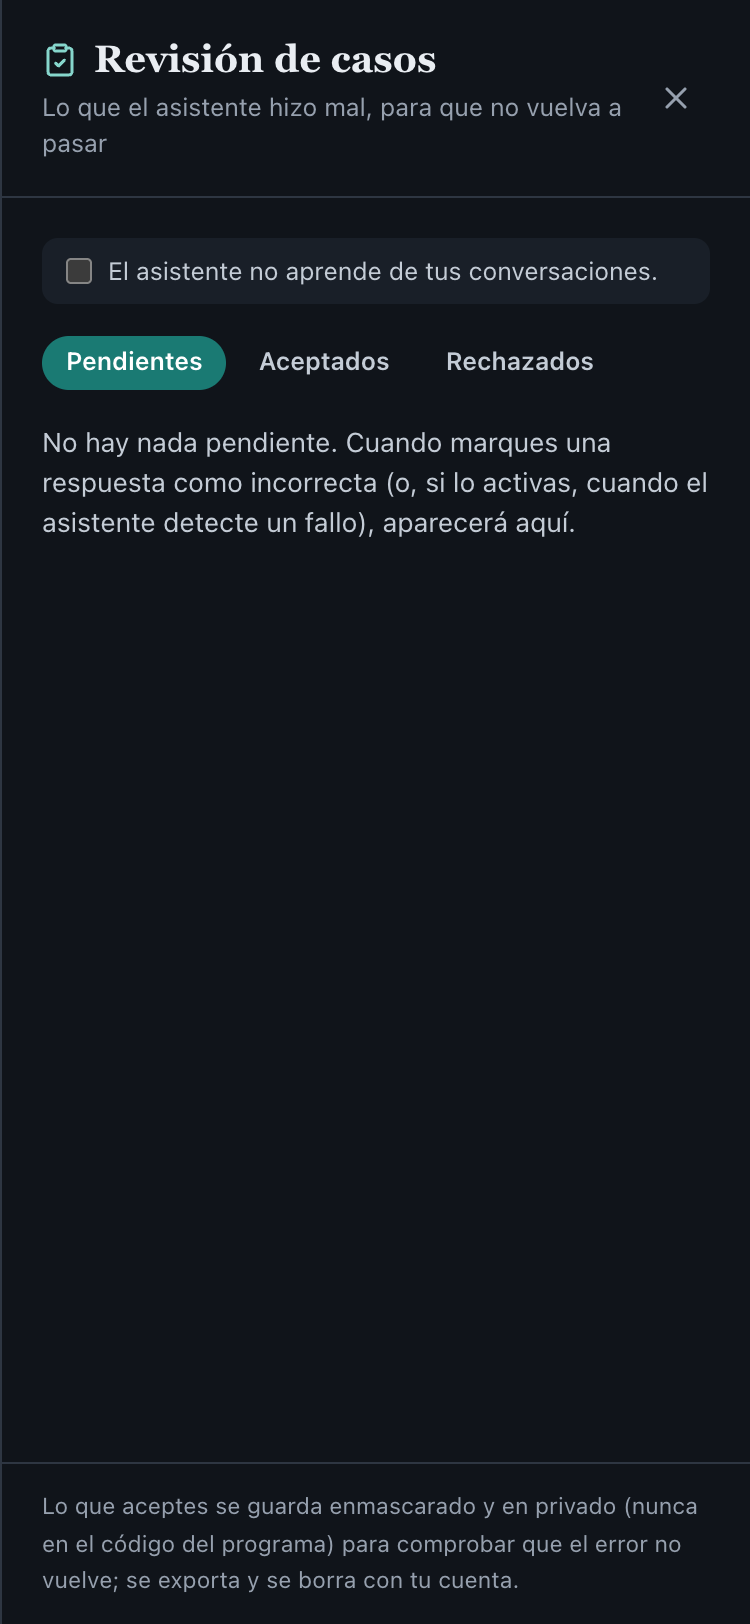 Revisión de casos
Lo que el asistente hizo mal, para que no vuelva a
pasar
El asistente no aprende de tus conversaciones.
Pendientes
Aceptados
Rechazados
No hay nada pendiente. Cuando marques una
respuesta como incorrecta (o, si lo activas, cuando el
asistente detecte un fallo), aparecerá aquí.
Lo que aceptes se guarda enmascarado y en privado (nunca
en el código del programa) para comprobar que el error no
vuelve; se exporta y se borra con tu cuenta.